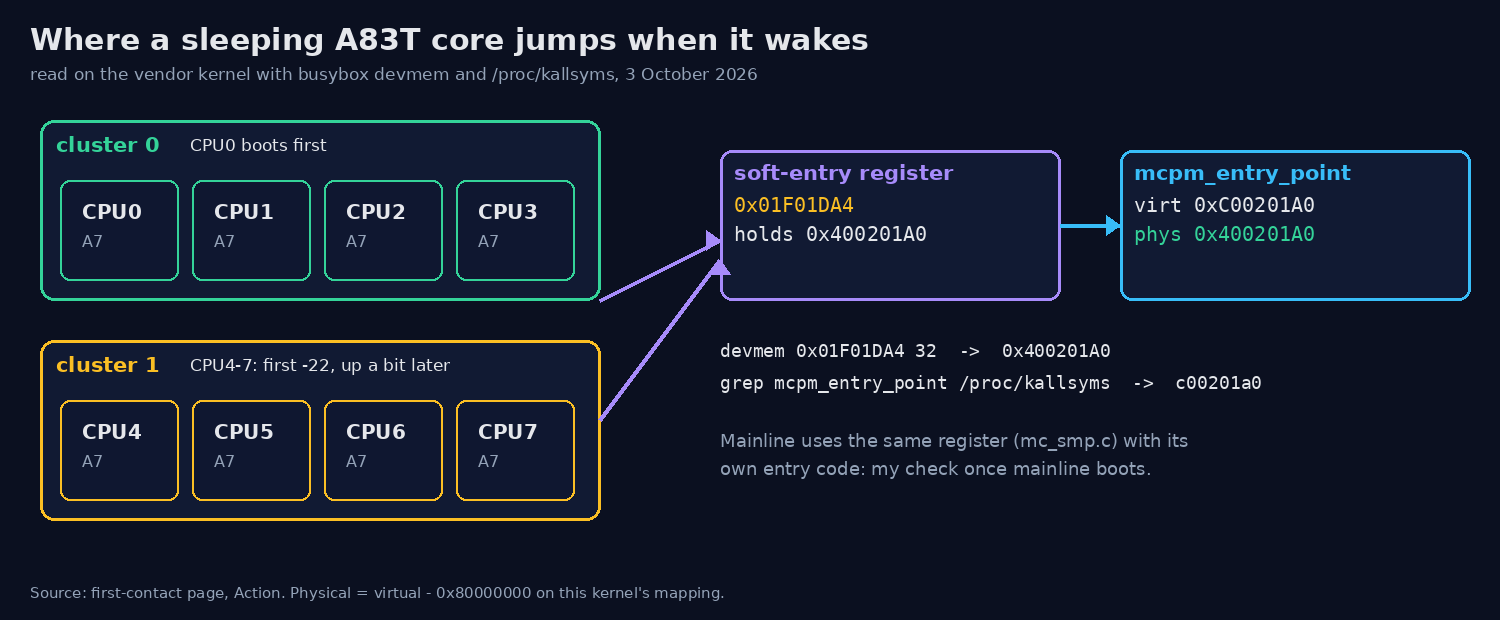 Where a sleeping A83T core jumps when it wakes
read on the vendor kernel with busybox devmem and /proc/kallsyms, 3 October 2026
cluster 0 CPU0 boots first
CPU0 CPU1 CPU2 CPU3
A7 A7 A7 A7
soft-entry register
0x01F01DA4
holds 0x400201A0
mcpm_entry_point
virt 0xC00201A0
phys 0x400201A0
cluster 1 CPU4-7: first -22, up a bit later
CPU4 CPU5 CPU6 CPU7
A7 A7 A7 A7
devmem 0x01F01DA4 32 -> 0x400201A0
grep mcpm_entry_point /proc/kallsyms -> c00201a0
Mainline uses the same register (mc_smp.c) with its
own entry code: my check once mainline boots.
Source: first-contact page, Action. Physical = virtual - 0x80000000 on this kernel's mapping.